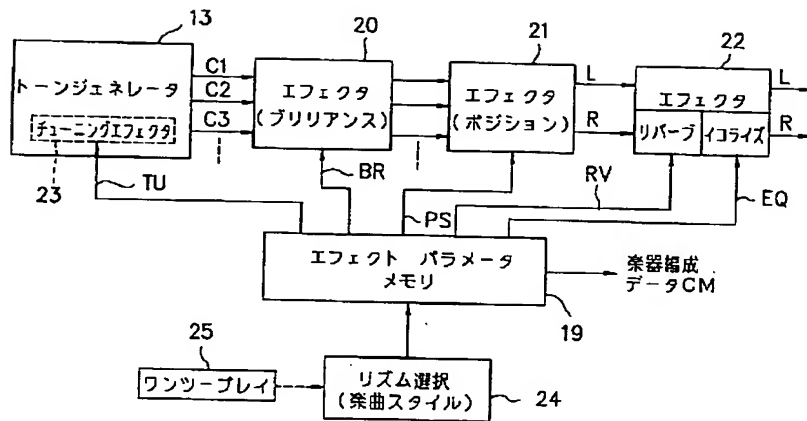 13
20
21
22
トーンジェネレータ
チューニングエフェクタ
23
C1
C2
C3
エフェクタ
(ブリリアンス)
エフェクタ
(ポジション)
L
R
エフェクタ
リバーブ
イコライズ
L
R
TU
BR
PS
RV
EQ
エフェクト パラメータ
メモリ
19
楽器編成
データCM
25
ワンツープレイ
リズム選択
(楽曲スタイル)
24